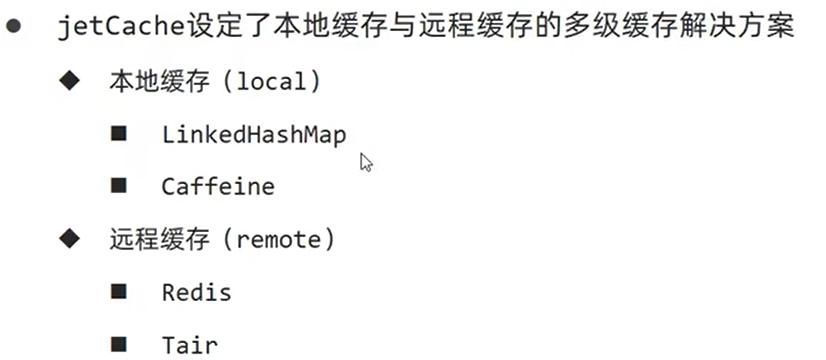 jetCache设定了本地缓存与远程缓存的多级缓存解决方案
本地缓存（local）
LinkedHashMap
Caffeine
远程缓存（remote）
Redis
Tair